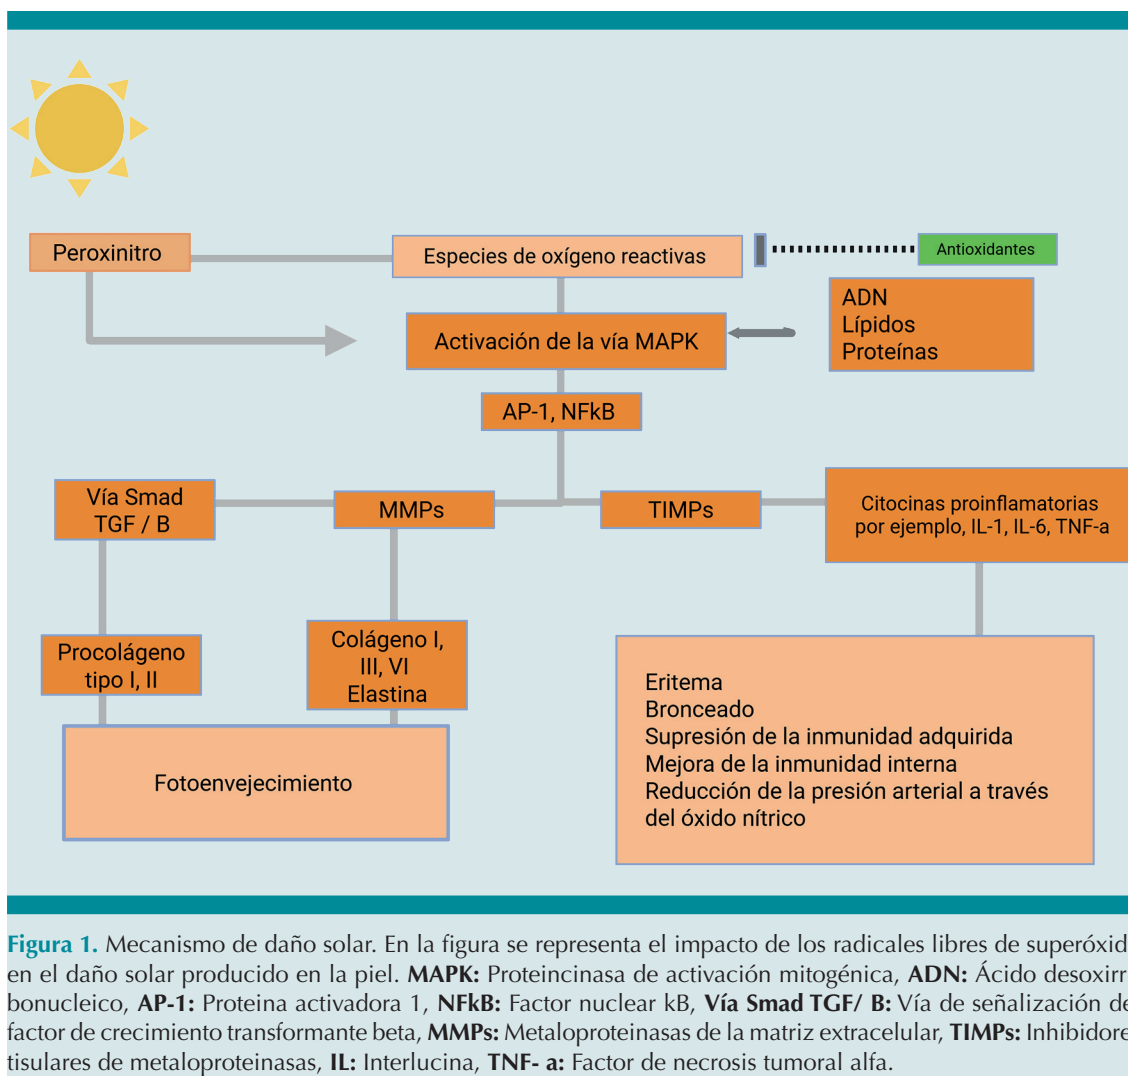 Peroxinitro
Especies de oxígeno reactivas
Antioxidantes
ADN
Lípidos
Proteínas
Activación de la vía MAPK
AP-1, NFkB
Vía Smad
TGF / B
MMPs
TIMPs
Citocinas proinflamatorias
por ejemplo, IL-1, IL-6, TNF-a
Procolágeno
tipo I, II
Colágeno I,
III, VI
Elastina
Eritema
Bronceado
Supresión de la inmunidad adquirida
Mejora de la inmunidad interna
Reducción de la presión arterial a través
del óxido nítrico
Fotoenvejecimiento
Figura 1. Mecanismo de daño solar. En la figura se representa el impacto de los radicales libres de superóxid
en el daño solar producido en la piel. MAPK: Proteincinasa de activación mitogénica, ADN: Ácido desoxirr
bonucleico, AP-1: Proteina activadora 1, NFkB: Factor nuclear kB, Vía Smad TGF/ B: Vía de señalización de
factor de crecimiento transformante beta, MMPs: Metaloproteinasas de la matriz extracelular, TIMPs: Inhibidore
tisulares de metaloproteinasas, IL: Interlucina, TNF- a: Factor de necrosis tumoral alfa.